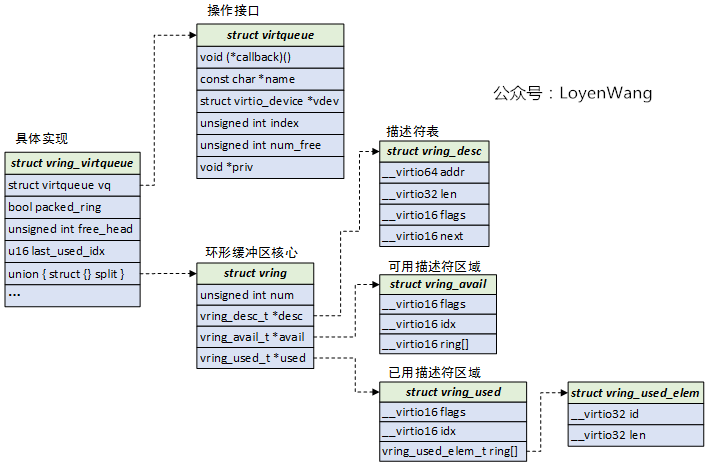 操作接口
struct virtqueue
void (*callback)()
const char *name
struct virtio_device *vdev
unsigned int index
unsigned int num_free
void *priv
公众号：LoyenWang
具体实现
struct vring_virtqueue
struct virtqueue vq
bool packed_ring
unsigned int free_head
u16 last_used_idx
union { struct {} split }
...
环形缓冲区核心
struct vring
unsigned int num
vring_desc_t *desc
vring_avail_t *avail
vring_used_t *used
描述符表
struct vring_desc
__virtio64 addr
__virtio32 len
__virtio16 flags
__virtio16 next
可用描述符区域
struct vring_avail
__virtio16 flags
__virtio16 idx
__virtio16 ring[]
已用描述符区域
struct vring_used
__virtio16 flags
__virtio16 idx
vring_used_elem_t ring[]
struct vring_used_elem
__virtio32 id
__virtio32 len